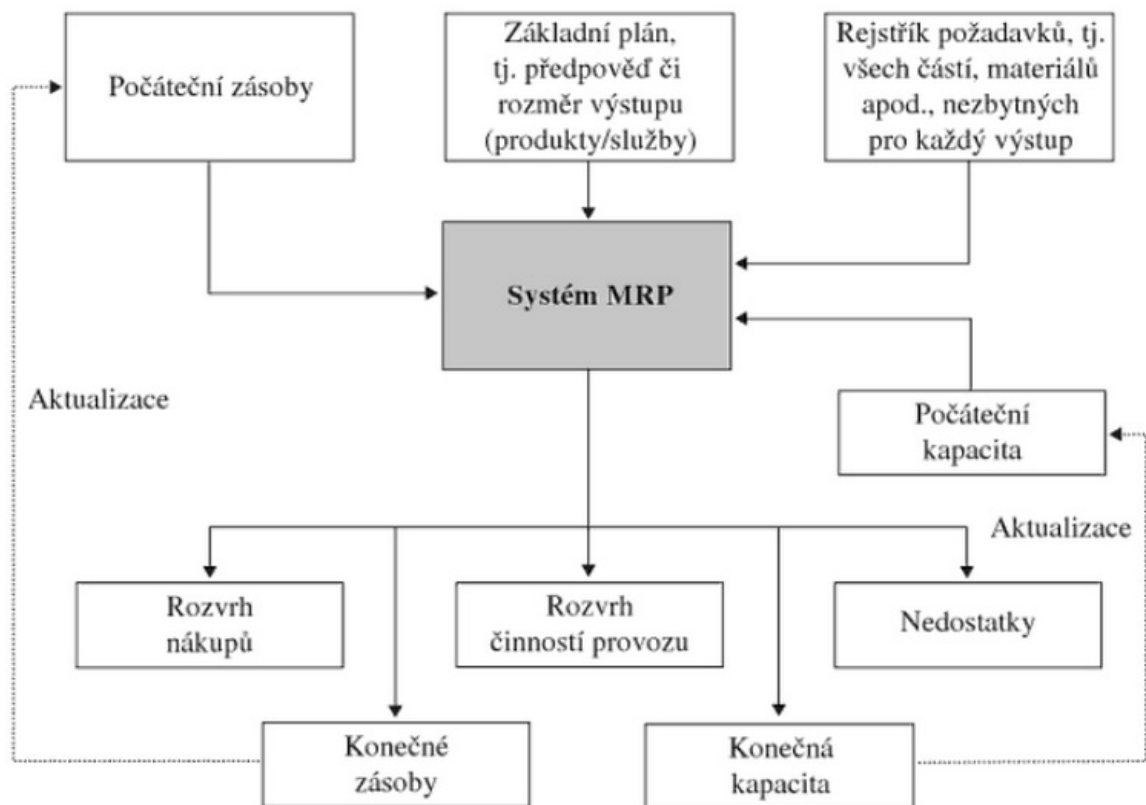 Počáteční zásoby
Základní plán,
tj. předpověď či
rozměr výstupu
(produkty/služby)
Rejstřík požadavků, tj.
všech částí, materiálů
apod., nezbytných
pro každý výstup
Systém MRP
Aktualizace
Počáteční
kapacita
Aktualizace
Rozvrh
nákupů
Rozvrh
činností provozu
Nedostatky
Konečné
zásoby
Konečná
kapacita